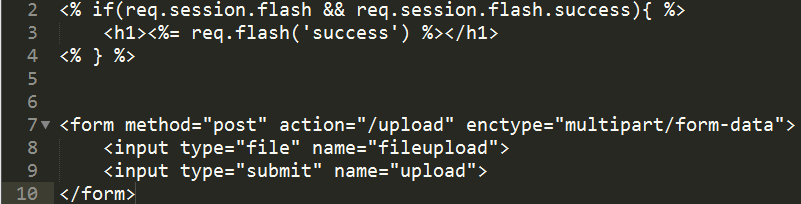 2 <% if(req.session.flash && req.session.flash.success){ %>
3     <h1><%= req.flash('success') %></h1>
4 <% } %>
5
6
7 <form method="post" action="/upload" enctype="multipart/form-data">
8     <input type="file" name="fileupload">
9     <input type="submit" name="upload">
10 </form>